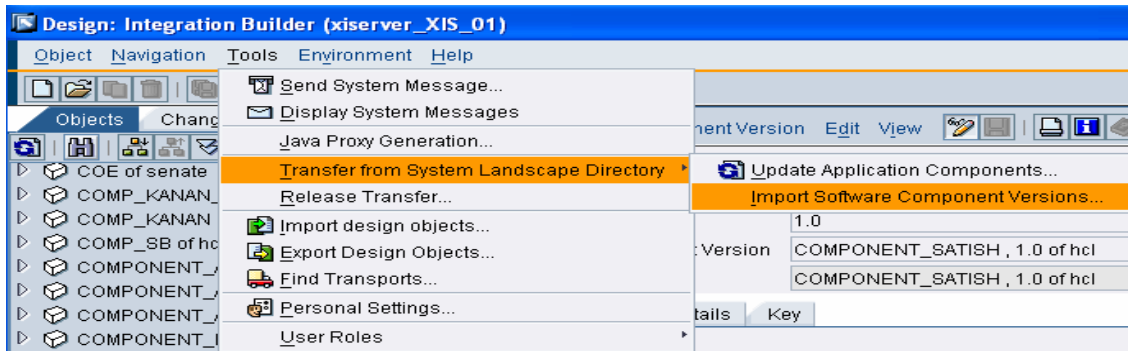 Design: Integration Builder (xiserver_XIS_01)
Object Navigation Tools Environment Help
Objects Chang
COE of senate
COMP_KANAN_
COMP_KANAN
COMP_SB of hc
COMPONENT_
COMPONENT_
COMPONENT_
COMPONENT_
Send System Message...
Display System Messages
Java Proxy Generation...
Transfer from System Landscape Directory
Release Transfer...
Import design objects...
Export Design Objects...
Find Transports...
Personal Settings...
User Roles
nent Version Edit View
Update Application Components...
Import Software Component Versions...
1.0
Version COMPONENT_SATISH , 1.0 of hcl
COMPONENT_SATISH , 1.0 of hcl
tails Key